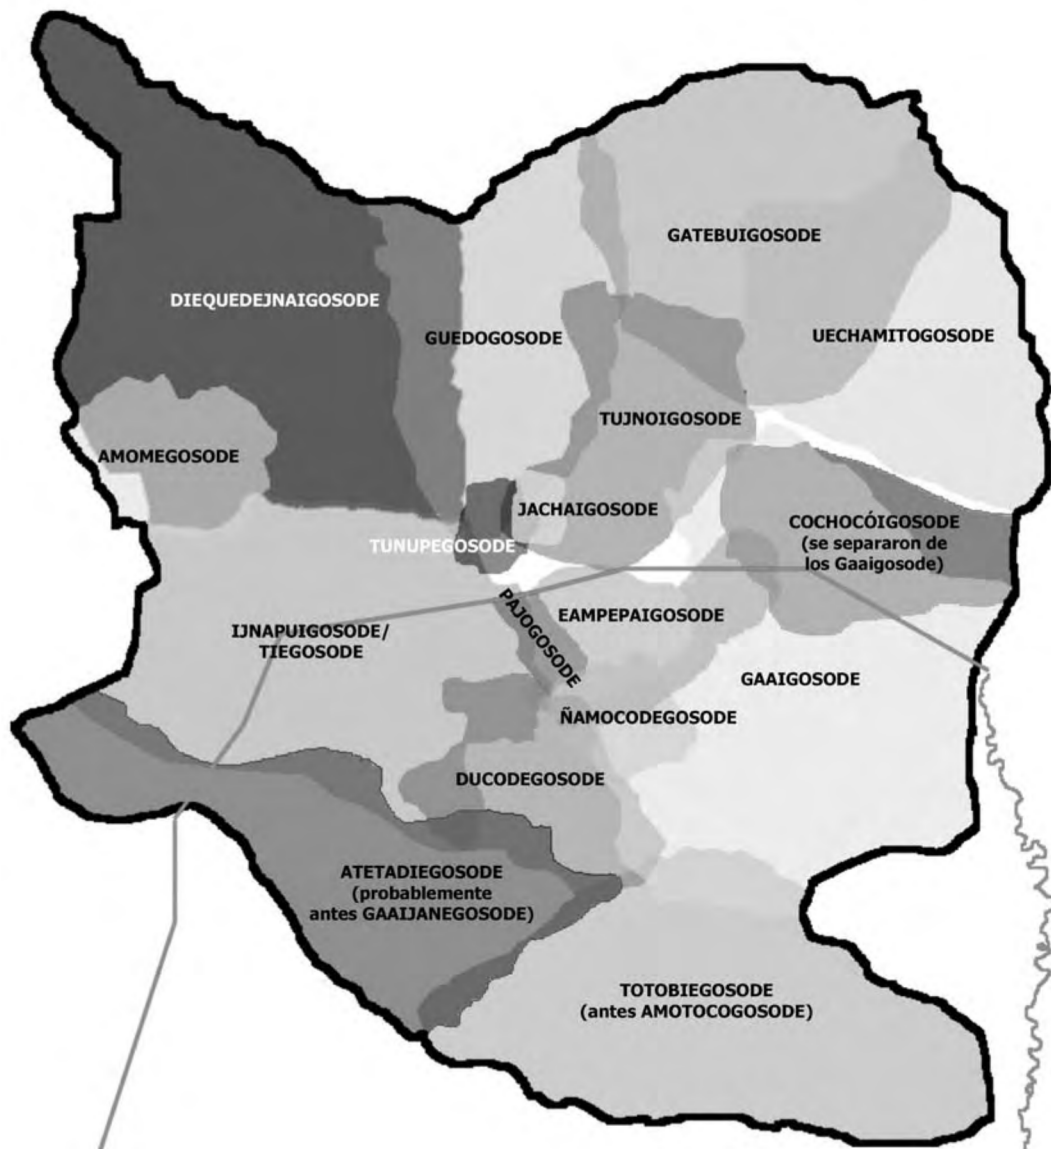 GATEBUIGOSODE
DIEQUEDEJNAIGOSODE
GUEDOGOSODE
UECHAMITOGOSODE
TUJNOIGOSODE
AMOMEGOSODE
JACHAIGOSODE
COCHOCÓIGOSODE
(se separaron de
los Gaaigosode)
TUNUPEGOSODE
PAJOGOSODE
EAMPEPAIGOSODE
IJNAPUIGOSODE/
TIEGOSODE
GAAIGOSODE
ÑAMOCODEGOSODE
DUCODEGOSODE
ATETADIEGOSODE
(probablemente
antes GAAIJANEGOSODE)
TOTOBIEGOSODE
(antes AMOTOCOGOSODE)